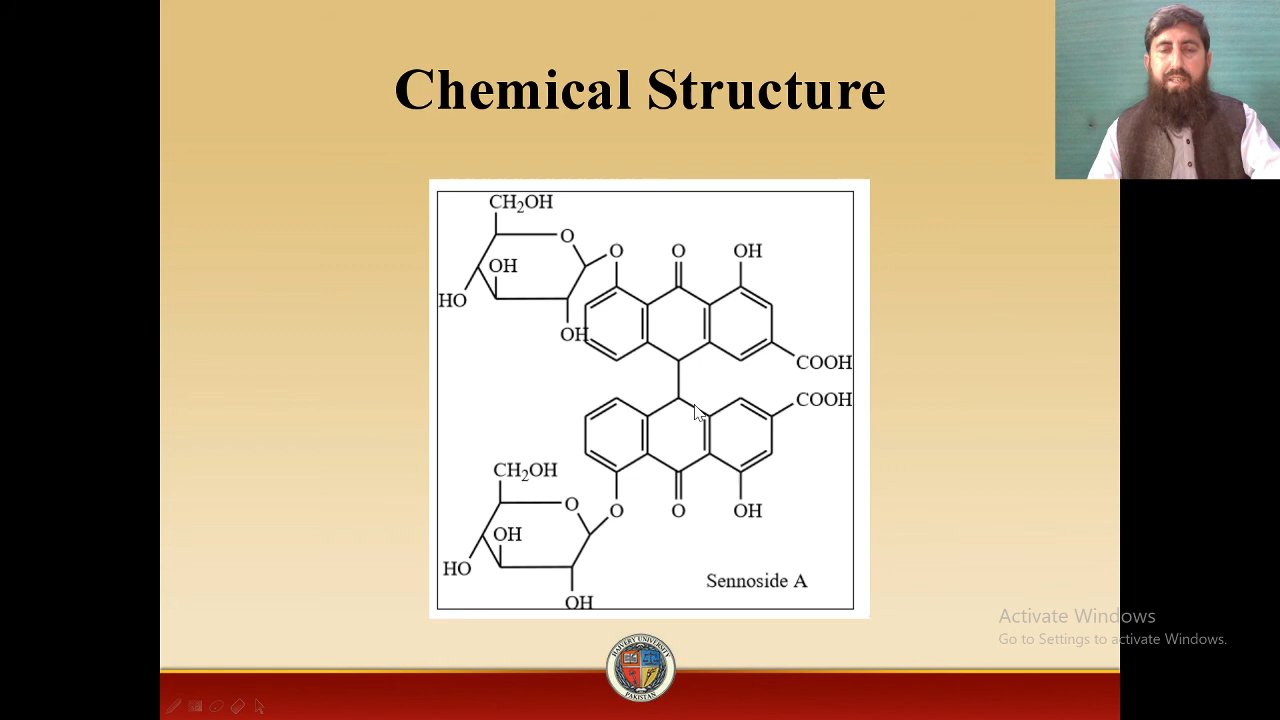 Chemical Structure
CH2OH
O
O
O
OH
OH
HO
OH
COOH
COOH
CH2OH
O
O
O
OH
OH
HO
OH
Sennoside A
Activate Windows
Go to Settings to activate Windows.
PAKISTAN